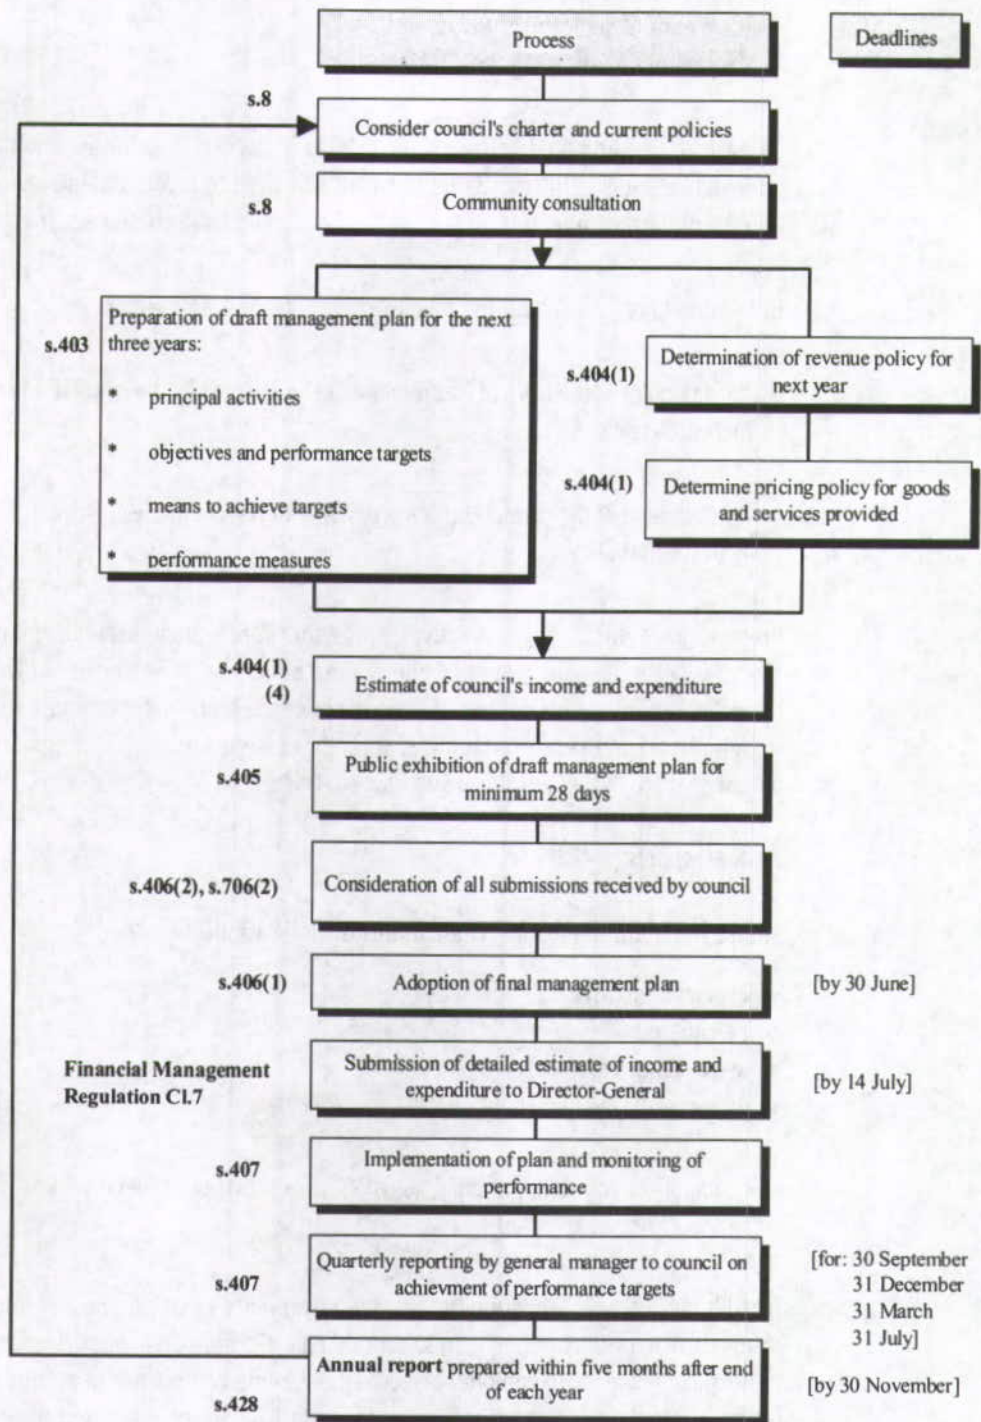 Process
Deadlines
s.8
Consider council's charter and current policies
s.8
Community consultation
s.403
Preparation of draft management plan for the next
three years:
* principal activities
* objectives and performance targets
* means to achieve targets
* performance measures
s.404(1)
Determination of revenue policy for
next year
s.404(1)
Determine pricing policy for goods
and services provided
s.404(1)
(4)
Estimate of council's income and expenditure
s.405
Public exhibition of draft management plan for
minimum 28 days
s.406(2), s.706(2)
Consideration of all submissions received by council
s.406(1)
Adoption of final management plan
[by 30 June]
Financial Management
Regulation Cl.7
Submission of detailed estimate of income and
expenditure to Director-General
[by 14 July]
s.407
Implementation of plan and monitoring of
performance
s.407
Quarterly reporting by general manager to council on
achievment of performance targets
[for: 30 September
31 December
31 March
31 July]
s.428
Annual report prepared within five months after end
of each year
[by 30 November]